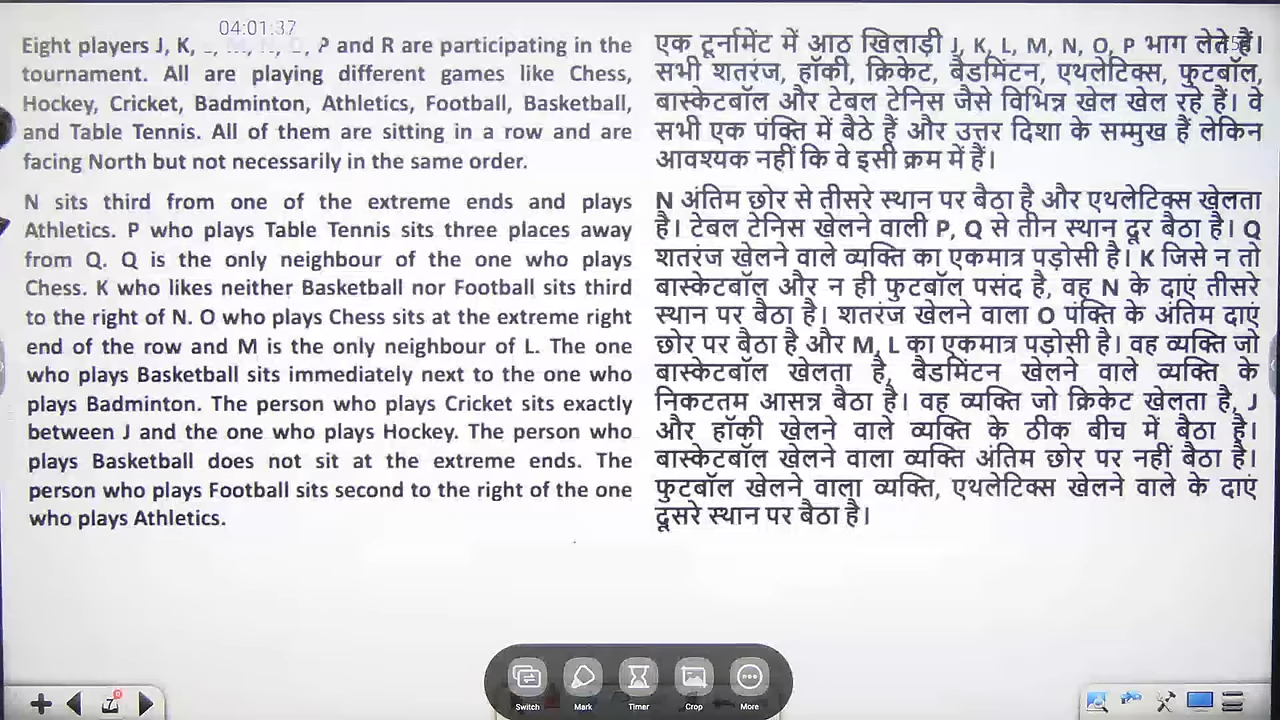 04:01:37
Eight players J, K, P and R are participating in the
tournament. All are playing different games like Chess,
Hockey, Cricket, Badminton, Athletics, Football, Basketball,
and Table Tennis. All of them are sitting in a row and are
facing North but not necessarily in the same order.
N sits third from one of the extreme ends and plays
Athletics. P who plays Table Tennis sits three places away
from Q. Q is the only neighbour of the one who plays
Chess. K who likes neither Basketball nor Football sits third
to the right of N. O who plays Chess sits at the extreme right
end of the row and M is the only neighbour of L. The one
who plays Basketball sits immediately next to the one who
plays Badminton. The person who plays Cricket sits exactly
between J and the one who plays Hockey. The person who
plays Basketball does not sit at the extreme ends. The
person who plays Football sits second to the right of the one
who plays Athletics.
एक टूर्नामेंट में आठ खिलाड़ी J, K, L, M, N, O, P भाग लेते हैं।
सभी शतरंज, हॉकी, क्रिकेट, बैडमिंटन, एथलेटिक्स, फुटबॉल,
बास्केटबॉल और टेबल टेनिस जैसे विभिन्न खेल खेल रहे हैं। वे
सभी एक पंक्ति में बैठे हैं और उत्तर दिशा के सम्मुख हैं लेकिन
आवश्यक नहीं कि वे इसी क्रम में हैं।
N अंतिम छोर से तीसरे स्थान पर बैठा है और एथलेटिक्स खेलता
है। टेबल टेनिस खेलने वाली P, Q से तीन स्थान दूर बैठा है। Q
शतरंज खेलने वाले व्यक्ति का एकमात्र पड़ोसी है। K जिसे न तो
बास्केटबॉल और न ही फुटबॉल पसंद है, वह N के दाएं तीसरे
स्थान पर बैठा है। शतरंज खेलने वाला O पंक्ति के अंतिम दाएं
छोर पर बैठा है और M, L का एकमात्र पड़ोसी है। वह व्यक्ति जो
बास्केटबॉल खेलता है, बैडमिंटन खेलने वाले व्यक्ति के
निकटतम आसन्न बैठा है। वह व्यक्ति जो क्रिकेट खेलता है, J
और हॉकी खेलने वाले व्यक्ति के ठीक बीच में बैठा है।
बास्केटबॉल खेलने वाला व्यक्ति अंतिम छोर पर नहीं बैठा है।
फुटबॉल खेलने वाला व्यक्ति, एथलेटिक्स खेलने वाले के दाएं
दूसरे स्थान पर बैठा है।
Switch Mark Timer Crop More